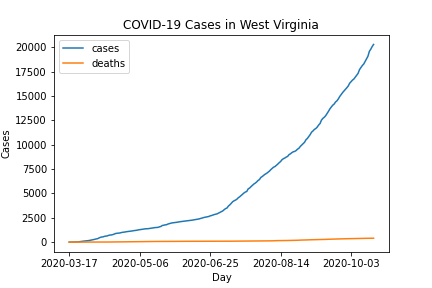 COVID-19 Cases in West Virginia
cases
deaths
20000
17500
15000
12500
10000
7500
5000
2500
0
Cases
2020-03-17 2020-05-06 2020-06-25 2020-08-14 2020-10-03
Day